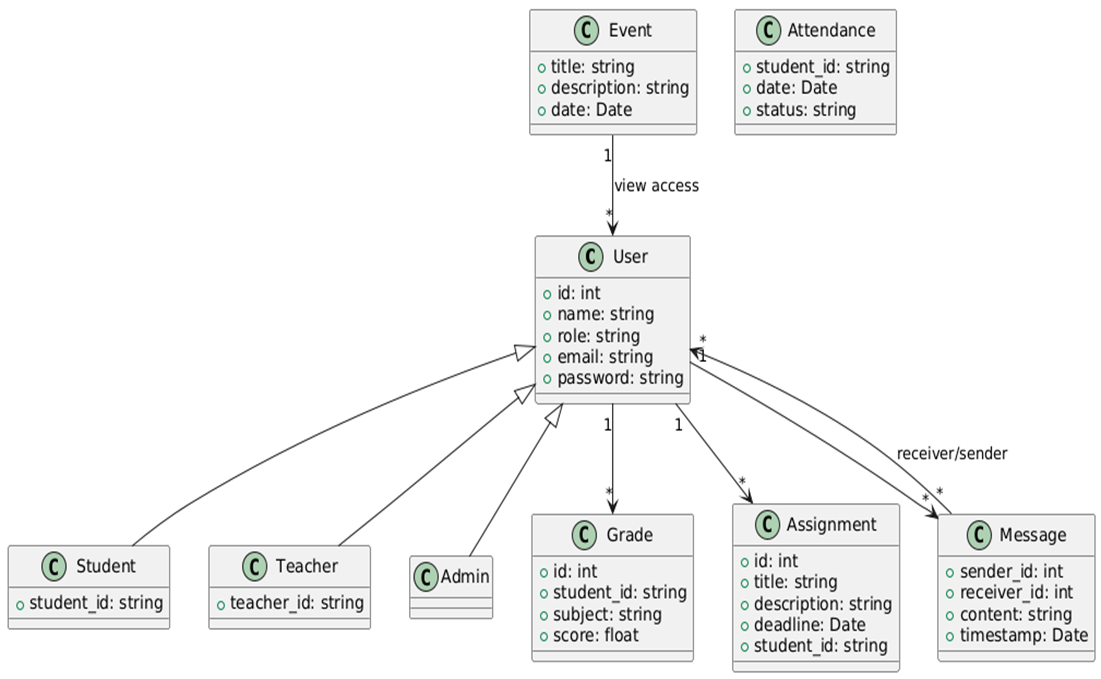 C Event
title: string
description: string
date: Date
C Attendance
student_id: string
date: Date
status: string
1
view access
*
C User
id: int
name: string
role: string
email: string
password: string
*
1
1
1
receiver/sender
*
*
*
*
C Student
student_id: string
C Teacher
teacher_id: string
C Admin
C Grade
id: int
student_id: string
subject: string
score: float
C Assignment
id: int
title: string
description: string
deadline: Date
student_id: string
C Message
sender_id: int
receiver_id: int
content: string
timestamp: Date